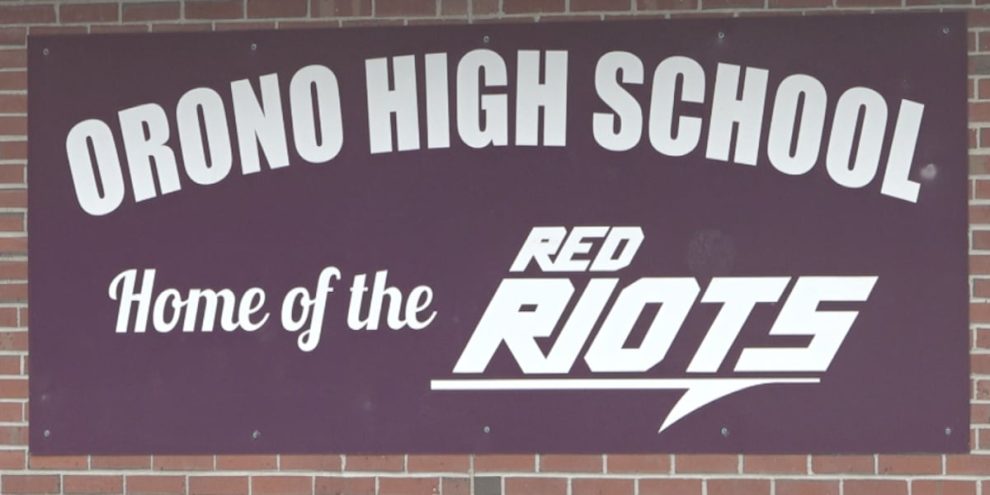 ORONO HIGH SCHOOL
Home of the RED RIOTS